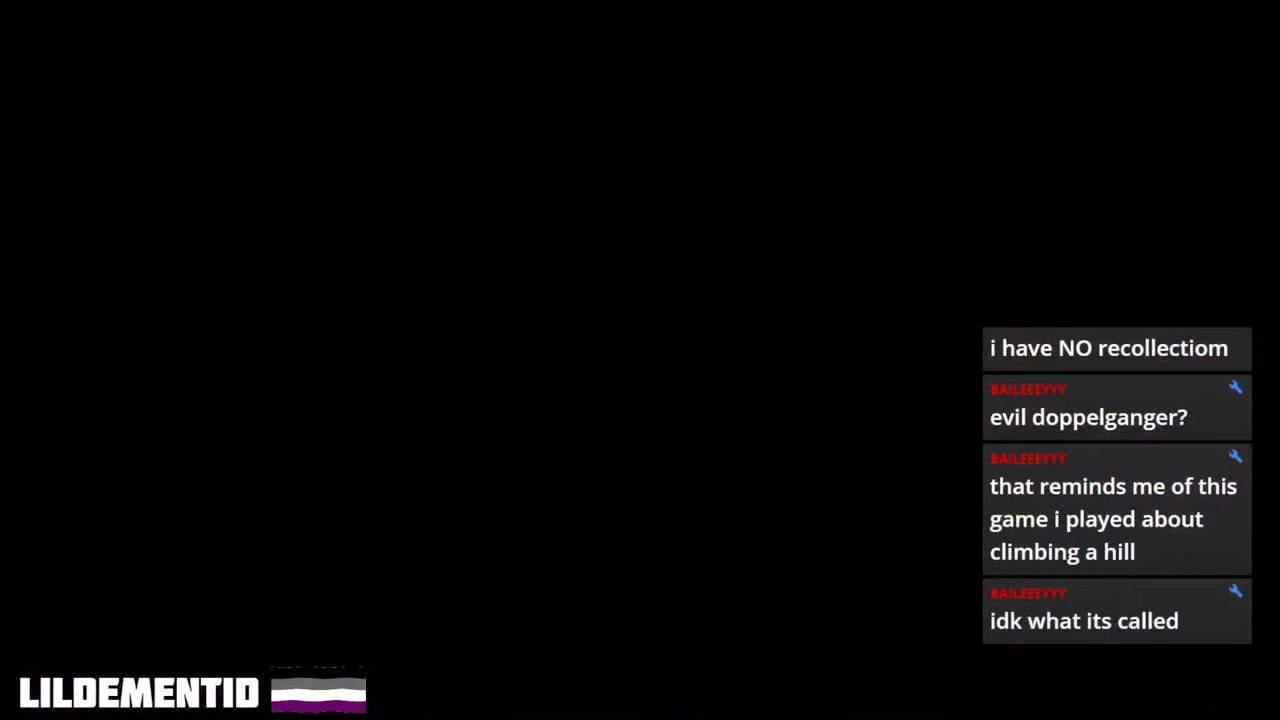 i have NO recollectiom
BAILEEEYYY
evil doppelganger?
BAILEEEYYY
that reminds me of this
game i played about
climbing a hill
BAILEEEYYY
idk what its called
LILDEMENTID